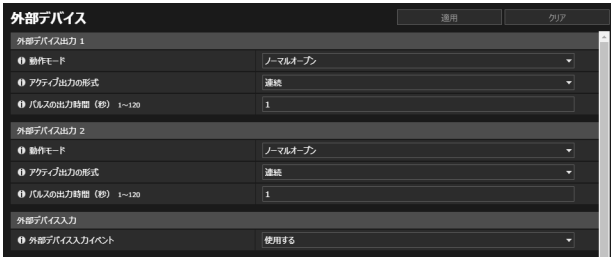 外部デバイス 適用 クリア
外部デバイス出力 1
動作モード ノーマルオープン
アクティブ出力の形式 連続
パルスの出力時間（秒） 1~120 1
外部デバイス出力 2
動作モード ノーマルオープン
アクティブ出力の形式 連続
パルスの出力時間（秒） 1~120 1
外部デバイス入力
外部デバイス入力イベント 使用する